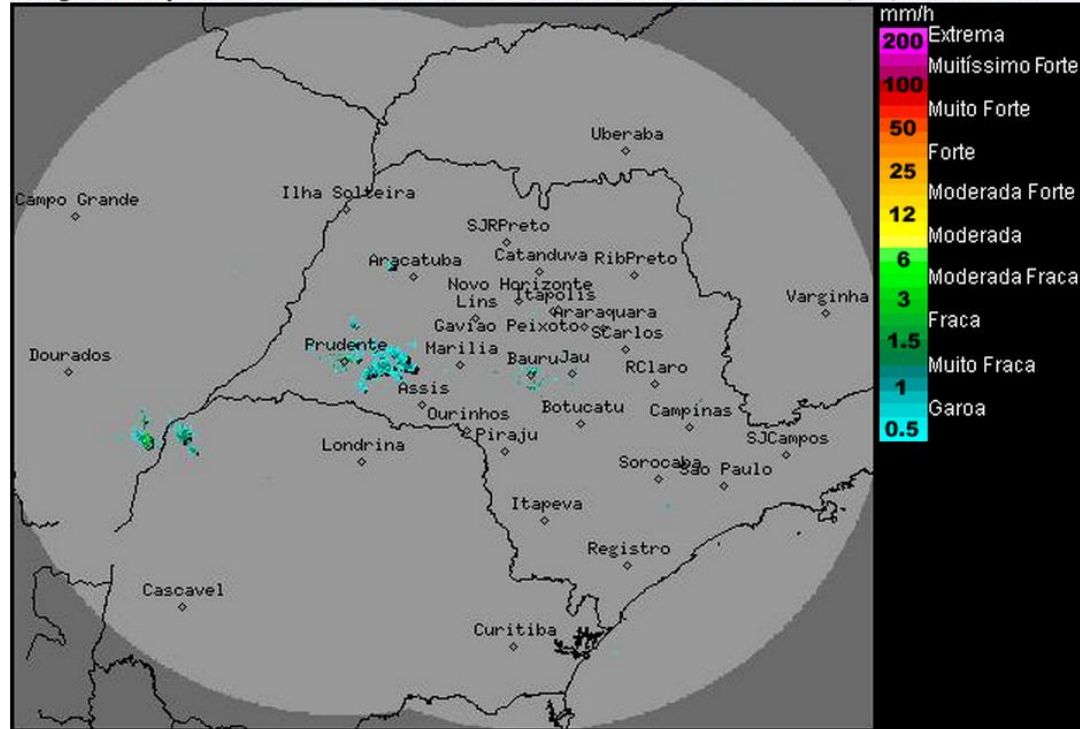 mm/h
200 Extrema
Muitíssimo Forte
100
Muito Forte
50
Forte
25
Moderada Forte
12
Moderada
6
Moderada Fraca
3
Fraca
1.5
Muito Fraca
1
Garoa
0.5
Uberaba
Campo Grande
Ilha Solteira
SJRPreto
Aracatuba
Catanduva
RibPreto
Novo Horizonte
Lins
Itapolis
Varginha
Araraquara
Gaviao Peixoto
SCarlos
Prudente
Marilia
Dourados
Bauru
Jau
RClaro
Assis
Ourinhos
Botucatu
Campinas
Londrina
Piraju
SJCampos
Sorocaba
Sao Paulo
Itapeva
Registro
Cascavel
Curitiba